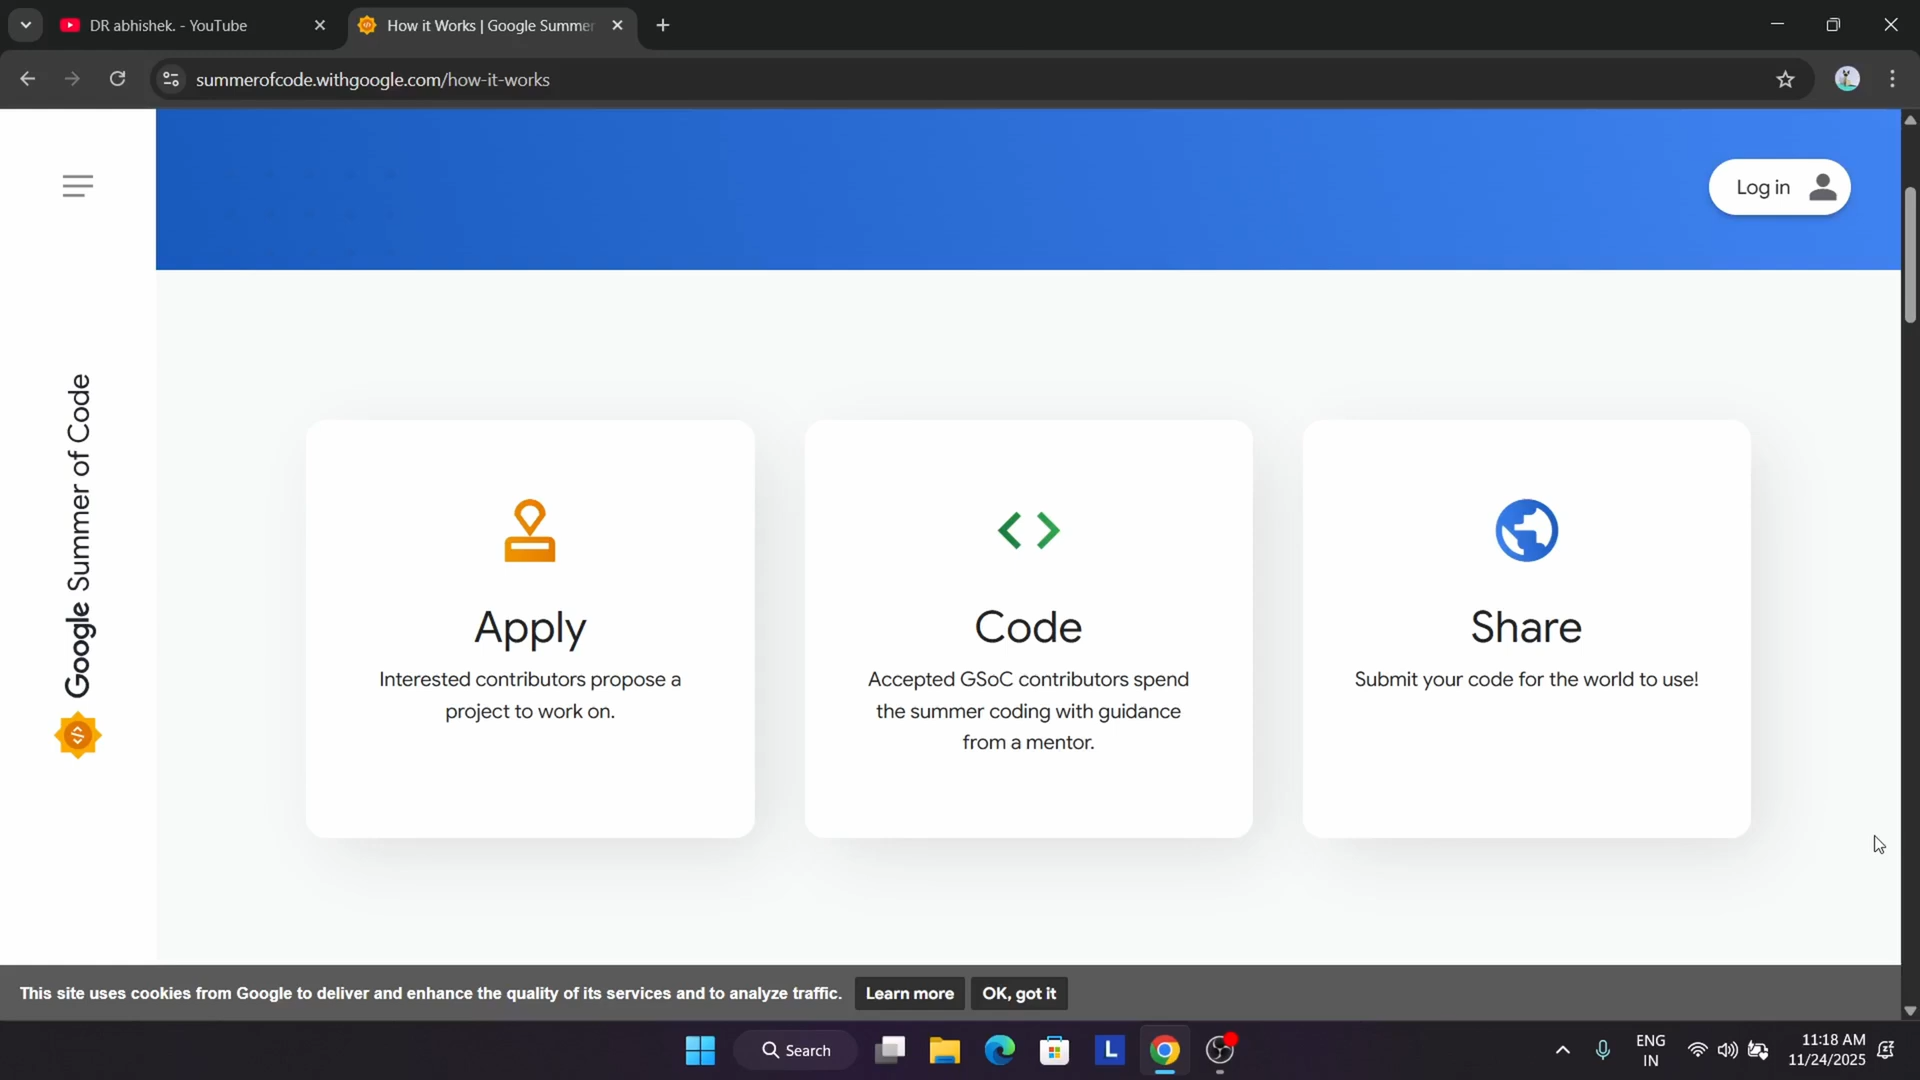 DR abhishek. - YouTube
How it Works | Google Summer
summerofcode.withgoogle.com/how-it-works
Log in
Google Summer of Code
Apply
Interested contributors propose a
project to work on.
Code
Accepted GSoC contributors spend
the summer coding with guidance
from a mentor.
Share
Submit your code for the world to use!
This site uses cookies from Google to deliver and enhance the quality of its services and to analyze traffic.
Learn more
OK, got it
Search
L
ENG
IN
11:18 AM
11/24/2025